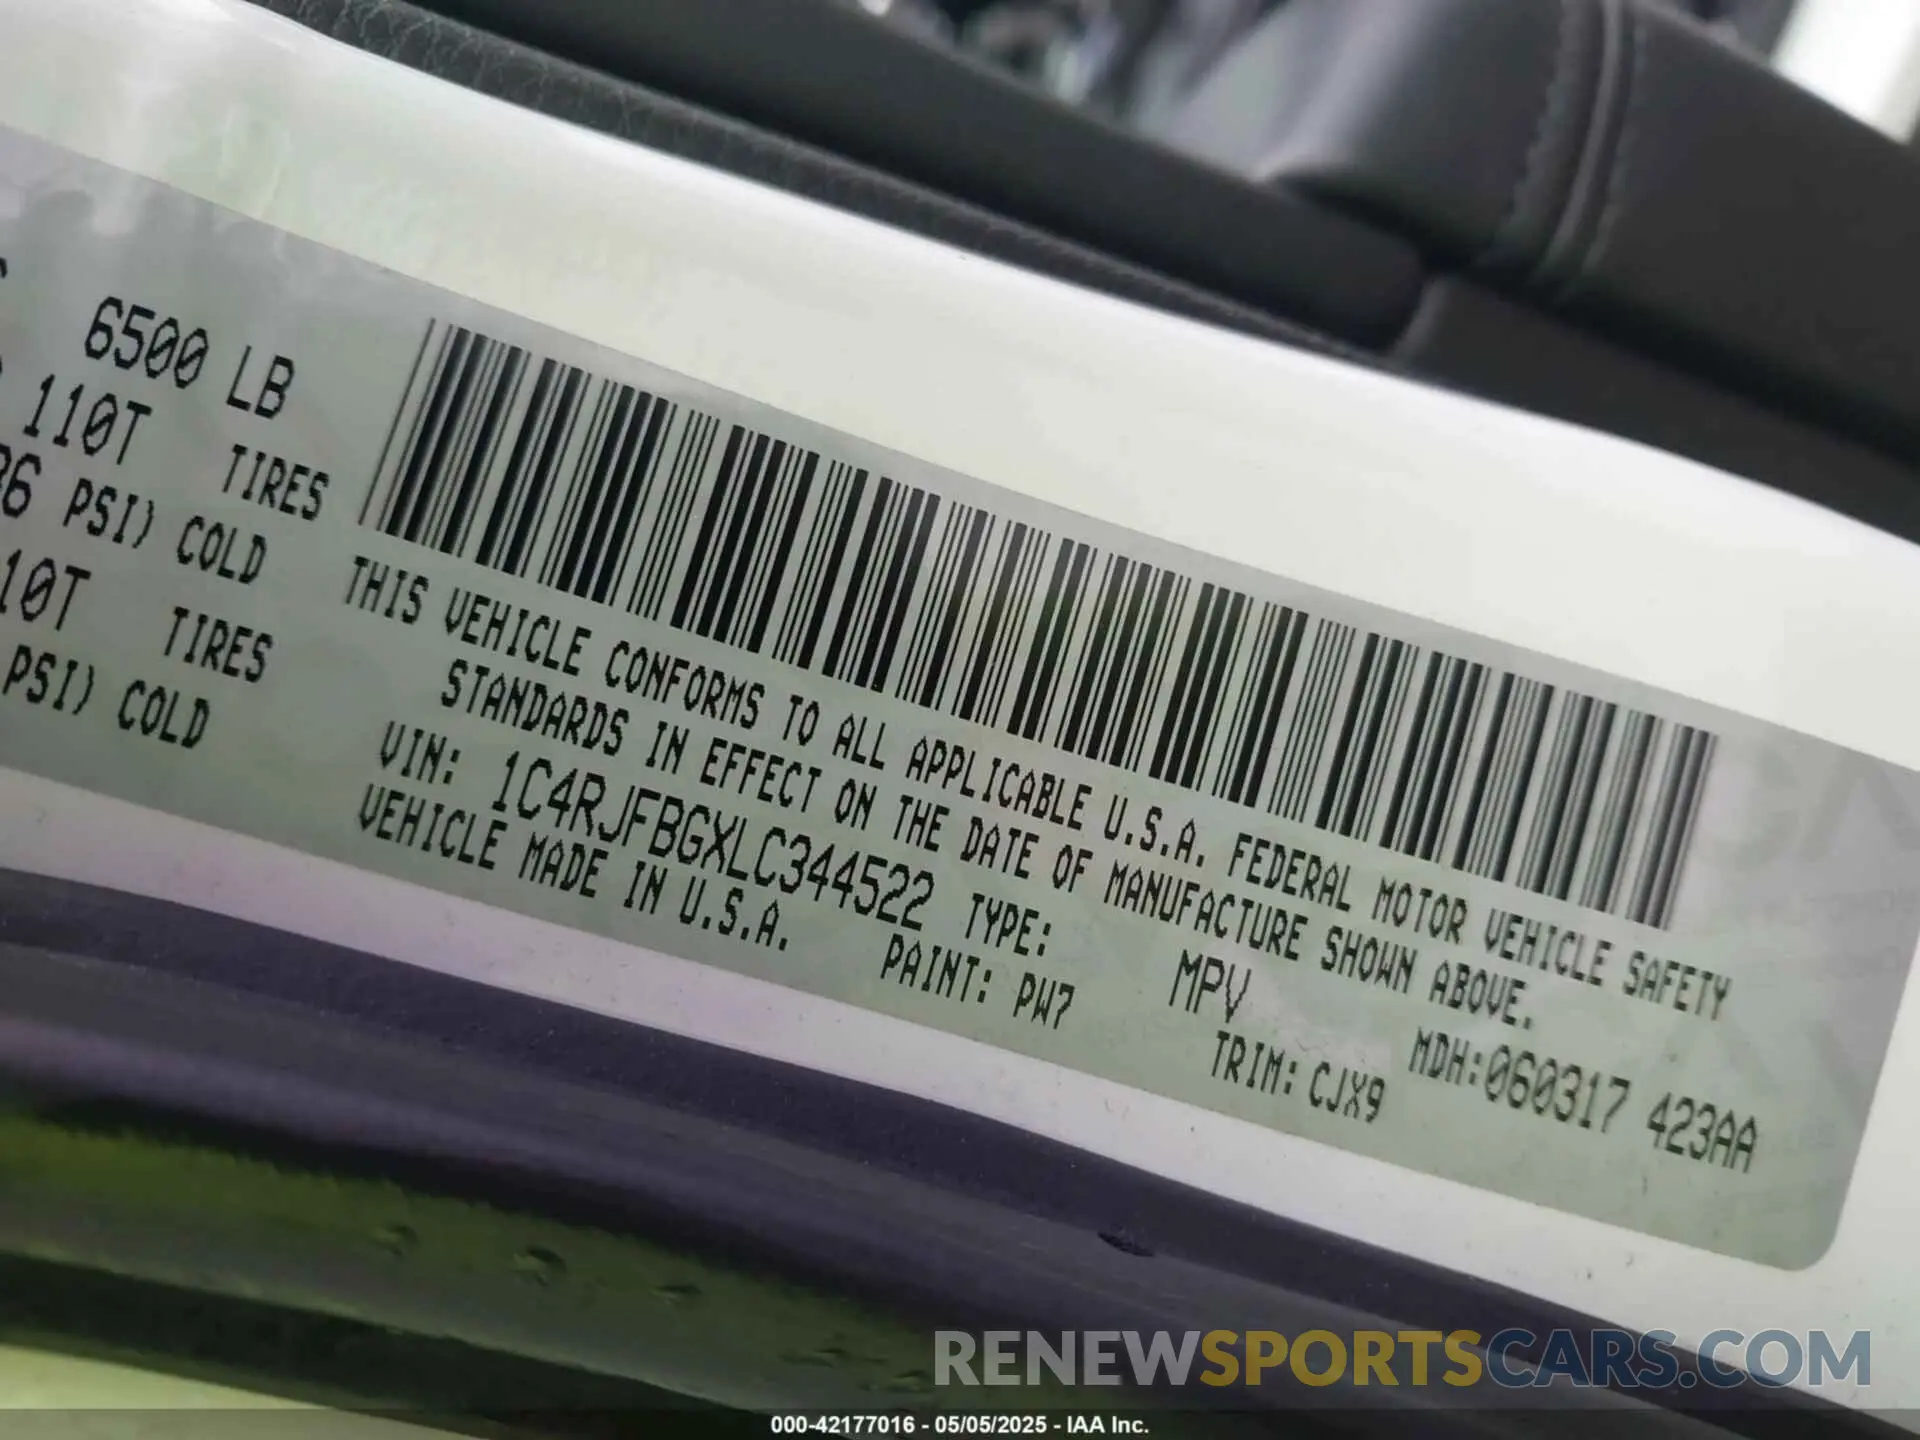 6500 LB
110T TIRES
36 PSI) COLD
10T TIRES
PSI) COLD
THIS VEHICLE CONFORMS TO ALL APPLICABLE U.S.A. FEDERAL MOTOR VEHICLE SAFETY
STANDARDS IN EFFECT ON THE DATE OF MANUFACTURE SHOWN ABOVE.
VIN: 1C4RJFBGXLC344522 TYPE: MPV MDH:060317 423AA
VEHICLE MADE IN U.S.A. PAINT: PW7 TRIM: CJX9
RENEWSPORTSCARS.COM
000-42177016 - 05/05/2025 - IAA Inc.